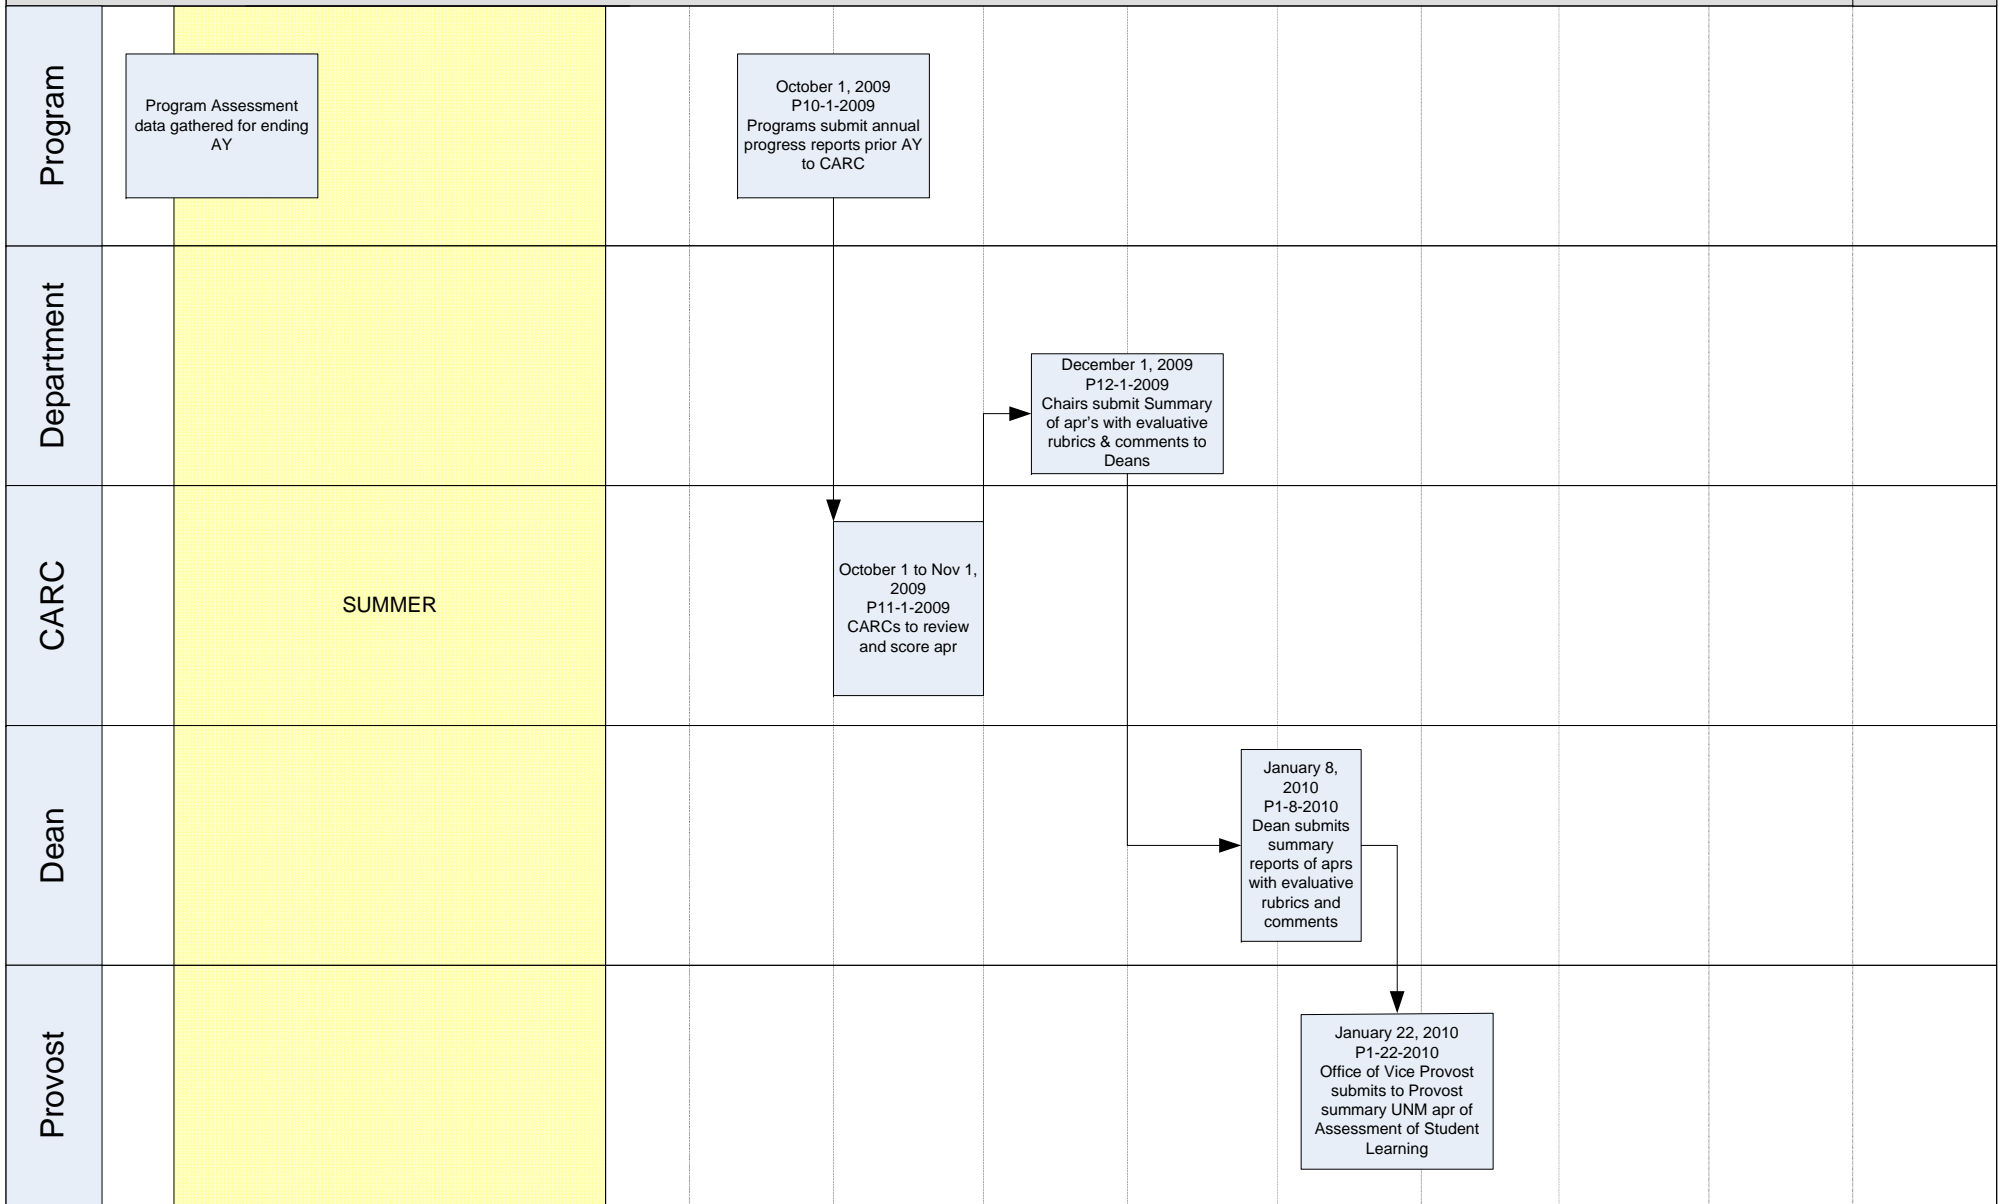 Program
Program Assessment
data gathered for ending
AY
October 1, 2009
P10-1-2009
Programs submit annual
progress reports prior AY
to CARC
Department
December 1, 2009
P12-1-2009
Chairs submit Summary
of apr's with evaluative
rubrics & comments to
Deans
CARC
SUMMER
October 1 to Nov 1,
2009
P11-1-2009
CARCs to review
and score apr
Dean
January 8,
2010
P1-8-2010
Dean submits
summary
reports of aprs
with evaluative
rubrics and
comments
Provost
January 22, 2010
P1-22-2010
Office of Vice Provost
submits to Provost
summary UNM apr of
Assessment of Student
Learning